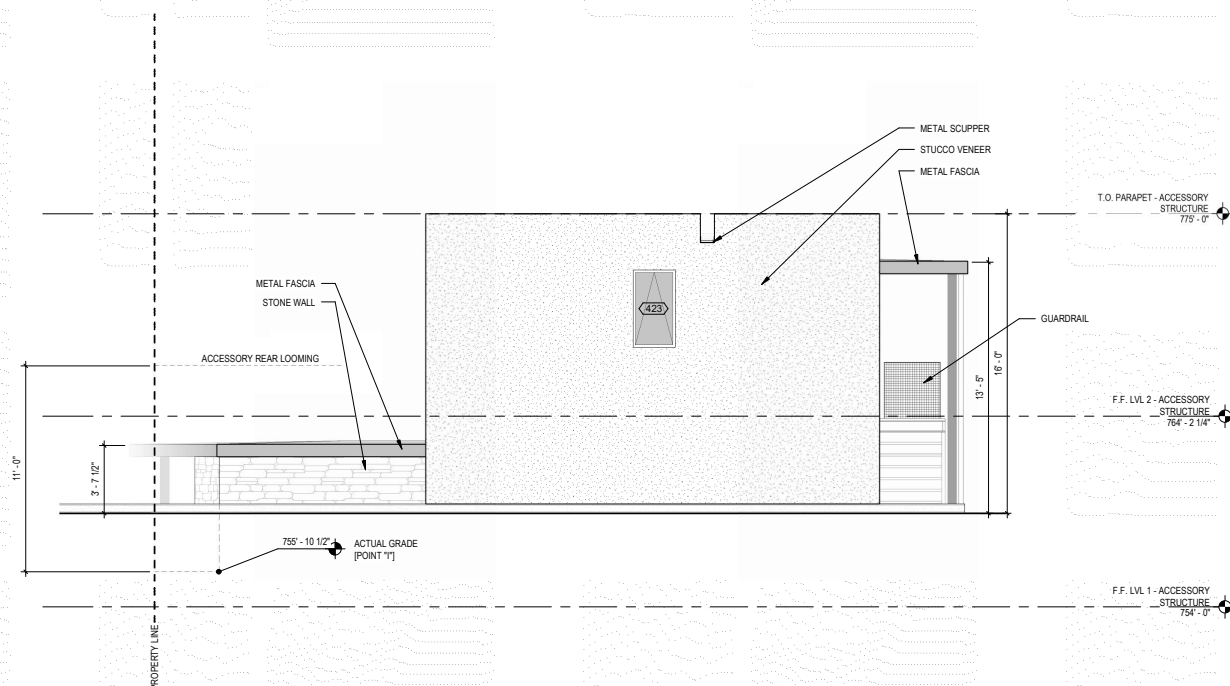 METAL SCUPPER
STUCCO VENEER
METAL FASCIA
T.O. PARAPET - ACCESSORY
STRUCTURE
775' - 0"
METAL FASCIA
STONE WALL
423
GUARDRAIL
ACCESSORY REAR LOOMING
16' - 0"
13' - 5"
F.F. LVL 2 - ACCESSORY
STRUCTURE
764' - 2 1/4"
11' - 0"
3' - 7 1/2"
755' - 10 1/2"
ACTUAL GRADE
[POINT "I"]
F.F. LVL 1 - ACCESSORY
STRUCTURE
754' - 0"
PROPERTY LINE